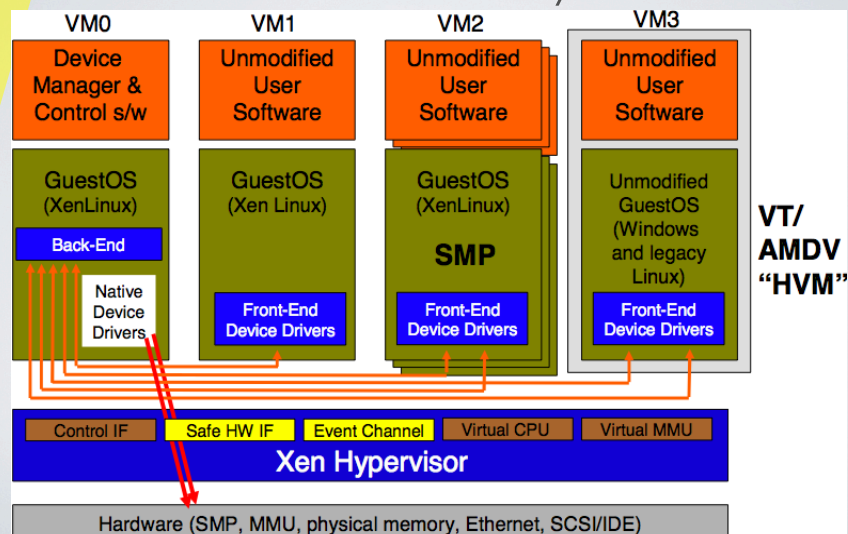 VM0
VM1
VM2
VM3
Device
Manager &
Control s/w
Unmodified
User
Software
Unmodified
User
Software
Unmodified
User
Software
GuestOS
(XenLinux)
Back-End
Native
Device
Drivers
GuestOS
(Xen Linux)
Front-End
Device Drivers
GuestOS
(XenLinux)
SMP
Front-End
Device Drivers
Unmodified
GuestOS
(Windows
and legacy
Linux)
Front-End
Device Drivers
VT/
AMDV
“HVM”
Control IF
Safe HW IF
Event Channel
Virtual CPU
Virtual MMU
Xen Hypervisor
Hardware (SMP, MMU, physical memory, Ethernet, SCSI/IDE)